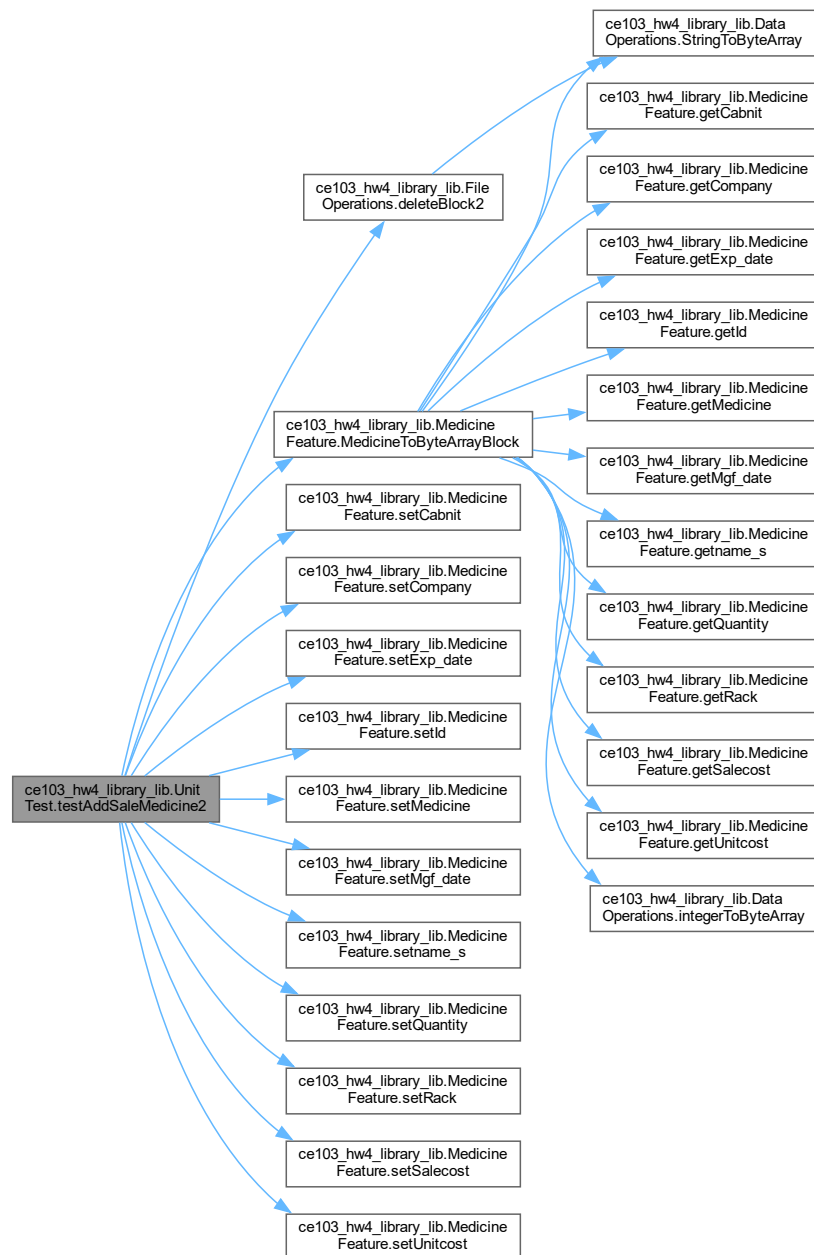 ce103_hw4_library_lib.Unit
Test.testAddSaleMedicine2
ce103_hw4_library_lib.File
Operations.deleteBlock2
ce103_hw4_library_lib.Medicine
Feature.MedicineToByteArrayBlock
ce103_hw4_library_lib.Medicine
Feature.setCabnit
ce103_hw4_library_lib.Medicine
Feature.setCompany
ce103_hw4_library_lib.Medicine
Feature.setExp_date
ce103_hw4_library_lib.Medicine
Feature.setId
ce103_hw4_library_lib.Medicine
Feature.setMedicine
ce103_hw4_library_lib.Medicine
Feature.setMgf_date
ce103_hw4_library_lib.Medicine
Feature.setname_s
ce103_hw4_library_lib.Medicine
Feature.setQuantity
ce103_hw4_library_lib.Medicine
Feature.setRack
ce103_hw4_library_lib.Medicine
Feature.setSalecost
ce103_hw4_library_lib.Medicine
Feature.setUnitcost
ce103_hw4_library_lib.Data
Operations.StringToByteArray
ce103_hw4_library_lib.Medicine
Feature.getCabnit
ce103_hw4_library_lib.Medicine
Feature.getCompany
ce103_hw4_library_lib.Medicine
Feature.getExp_date
ce103_hw4_library_lib.Medicine
Feature.getId
ce103_hw4_library_lib.Medicine
Feature.getMedicine
ce103_hw4_library_lib.Medicine
Feature.getMgf_date
ce103_hw4_library_lib.Medicine
Feature.getname_s
ce103_hw4_library_lib.Medicine
Feature.getQuantity
ce103_hw4_library_lib.Medicine
Feature.getRack
ce103_hw4_library_lib.Medicine
Feature.getSalecost
ce103_hw4_library_lib.Medicine
Feature.getUnitcost
ce103_hw4_library_lib.Data
Operations.integerToByteArray